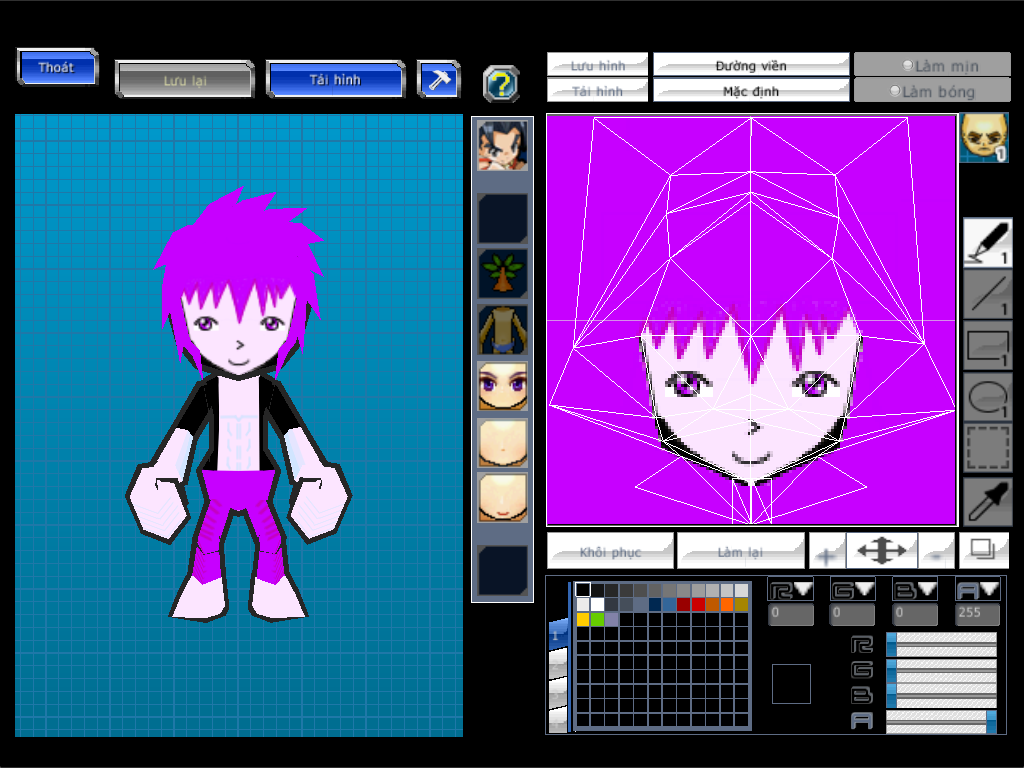 Thoát
Lưu lại
Tải hình
?
Lưu hình
Đường viền
Làm mịn
Tải hình
Mặc định
Làm bóng
1
1
1
1
1
Khôi phục
Làm lại
+
-
R
G
B
A
0
0
0
255
1
R
G
B
A